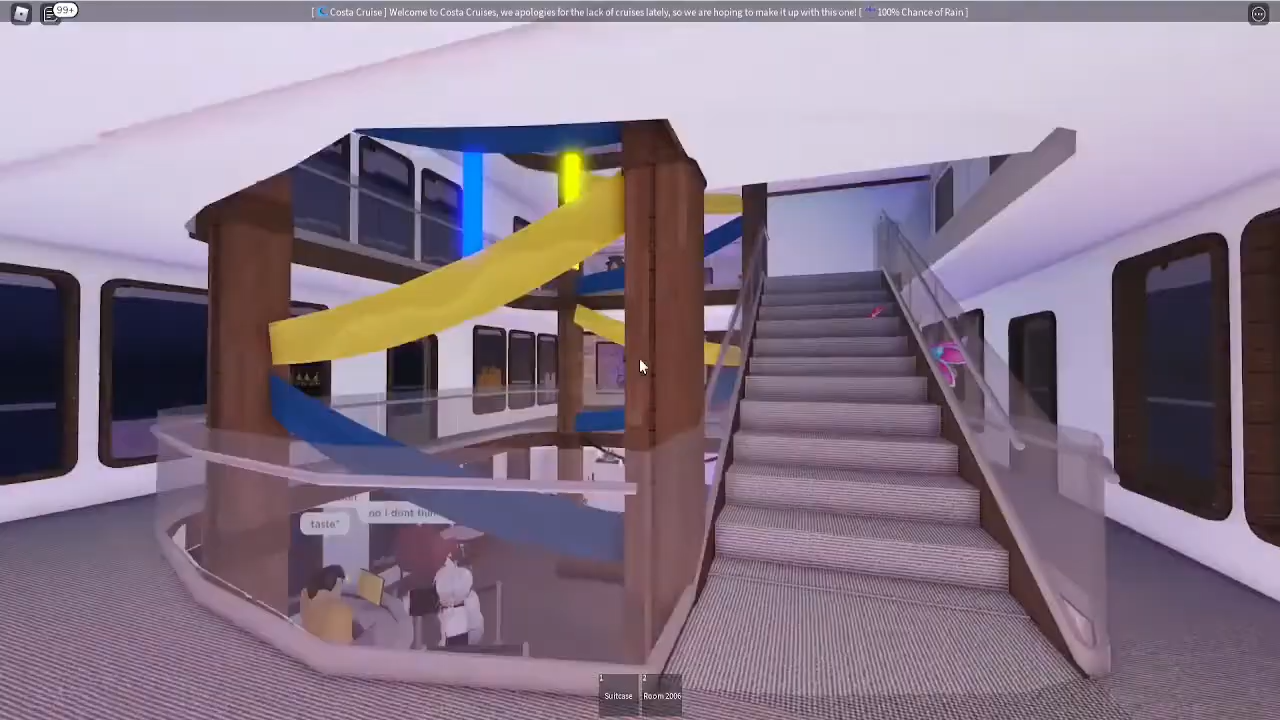 99+
[ Costa Cruise ] Welcome to Costa Cruises, we apologies for the lack of cruises lately, so we are hoping to make it up with this one! [ 100% Chance of Rain ]
no i dont
taste"
1
Suitcase
2
Room 2006